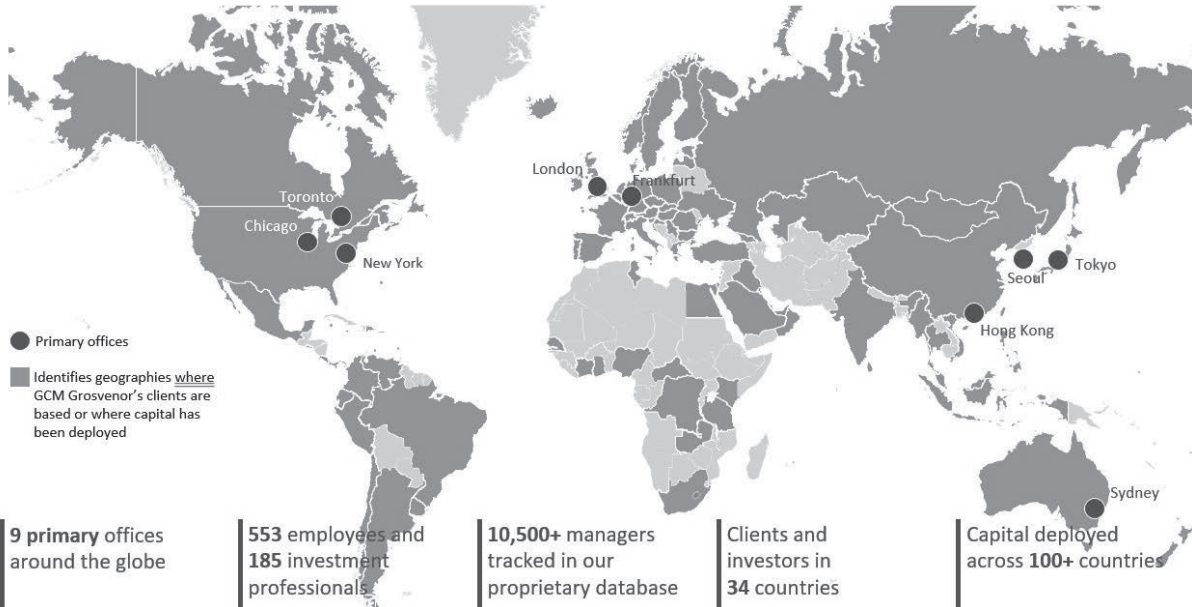 London
Frankfurt
Toronto
Chicago
New York
Seoul
Tokyo
Hong Kong
Primary offices
Identifies geographies where
GCM Grosvenor's clients are
based or where capital has
been deployed
Sydney
9 primary offices
around the globe
553 employees and
185 investment
professionals
10,500+ managers
tracked in our
proprietary database
Clients and
investors in
34 countries
Capital deployed
across 100+ countries